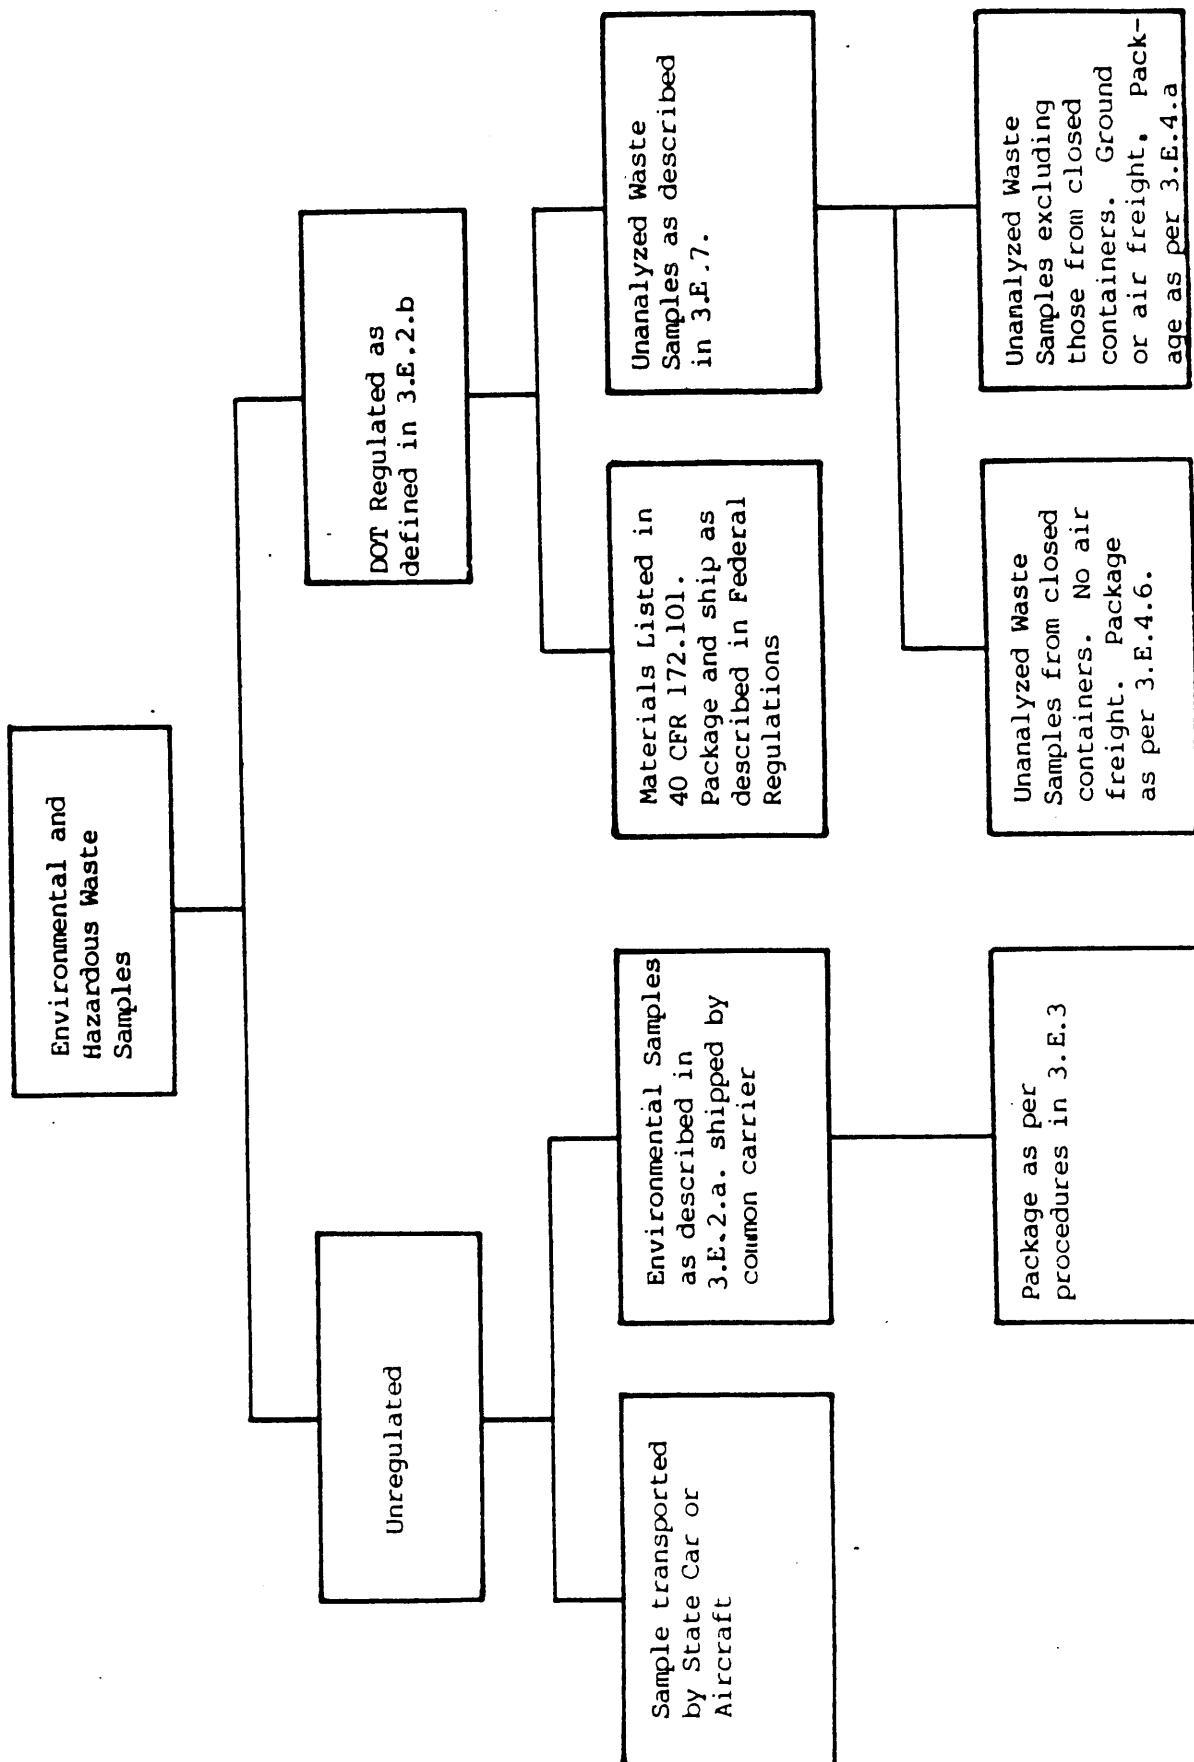 Environmental and
Hazardous Waste
Samples
Unregulated
DOT Regulated as
defined in 3.E.2.b
Sample transported
by State Car or
Aircraft
Environmental Samples
as described in
3.E.2.a. shipped by
common carrier
Materials Listed in
40 CFR 172.101.
Package and ship as
described in Federal
Regulations
Unanalyzed Waste
Samples as described
in 3.E.7.
Package as per
procedures in 3.E.3
Unanalyzed Waste
Samples from closed
containers. No air
freight. Package
as per 3.E.4.6.
Unanalyzed Waste
Samples excluding
those from closed
containers. Ground
or air freight. Pack-
age as per 3.E.4.a